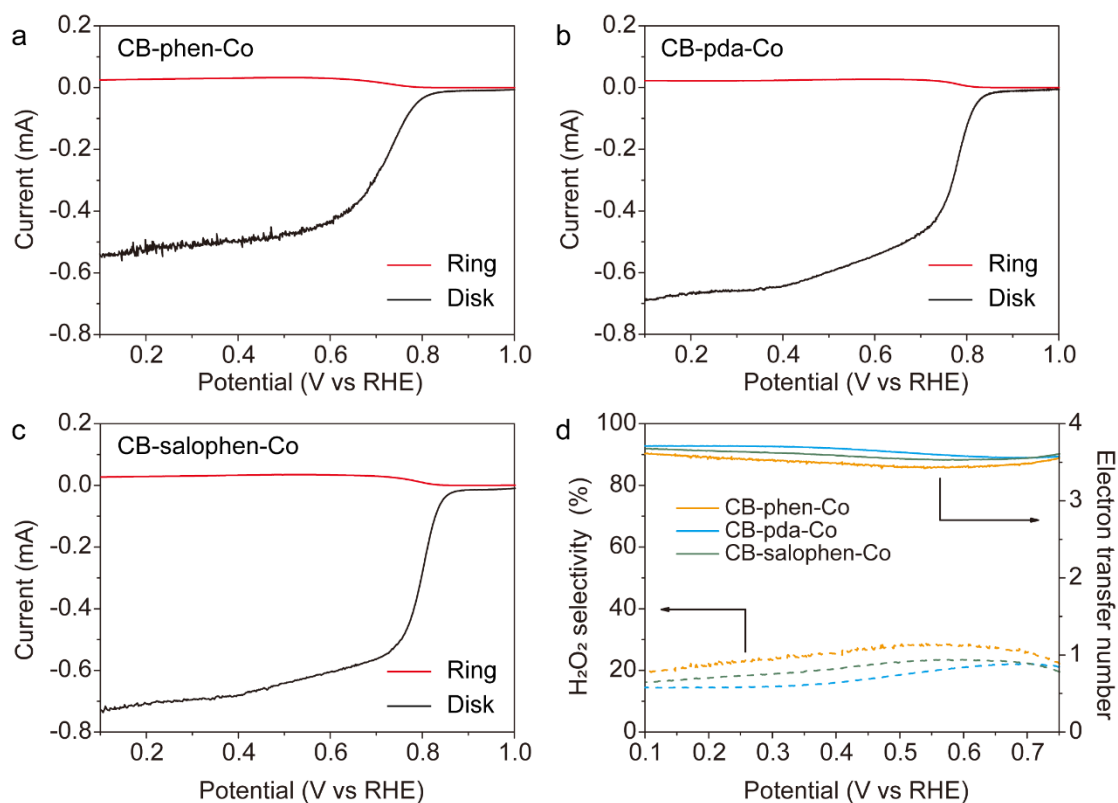 a
CB-phen-Co
0.2
0.0
-0.2
-0.4
-0.6
-0.8
Current (mA)
Ring
Disk
0.2
0.4
0.6
0.8
1.0
Potential (V vs RHE)
b
CB-pda-Co
0.2
0.0
-0.2
-0.4
-0.6
-0.8
Current (mA)
Ring
Disk
0.2
0.4
0.6
0.8
1.0
Potential (V vs RHE)
c
CB-salophen-Co
0.2
0.0
-0.2
-0.4
-0.6
-0.8
Current (mA)
Ring
Disk
0.2
0.4
0.6
0.8
1.0
Potential (V vs RHE)
d
100
80
60
40
20
0
H₂O₂ selectivity (%)
CB-phen-Co
CB-pda-Co
CB-salophen-Co
4
3
2
1
0
Electron transfer number
0.1
0.2
0.3
0.4
0.5
0.6
0.7
Potential (V vs RHE)